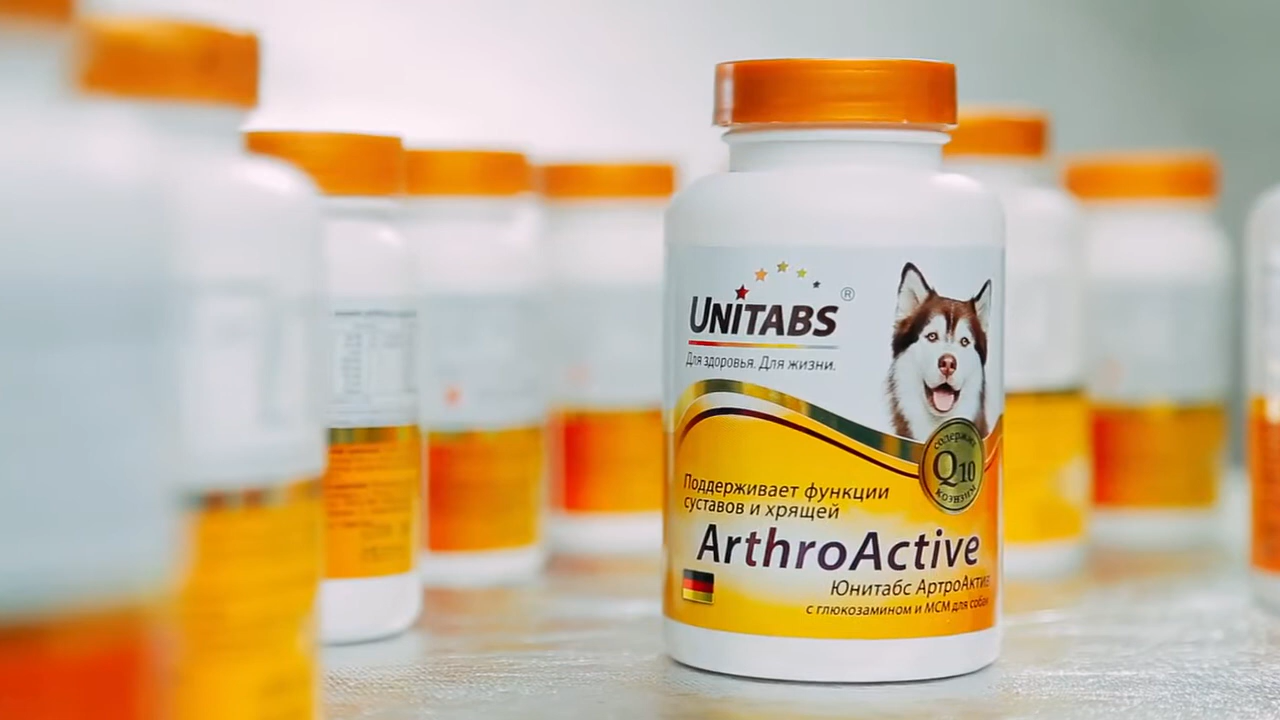 UNITABS®
Для здоровья. Для жизни.
содержит
Q10
коэнзим
Поддерживает функции
суставов и хрящей
ArthroActive
Юнитабс АртроАктив
с глюкозамином и МСМ для собак